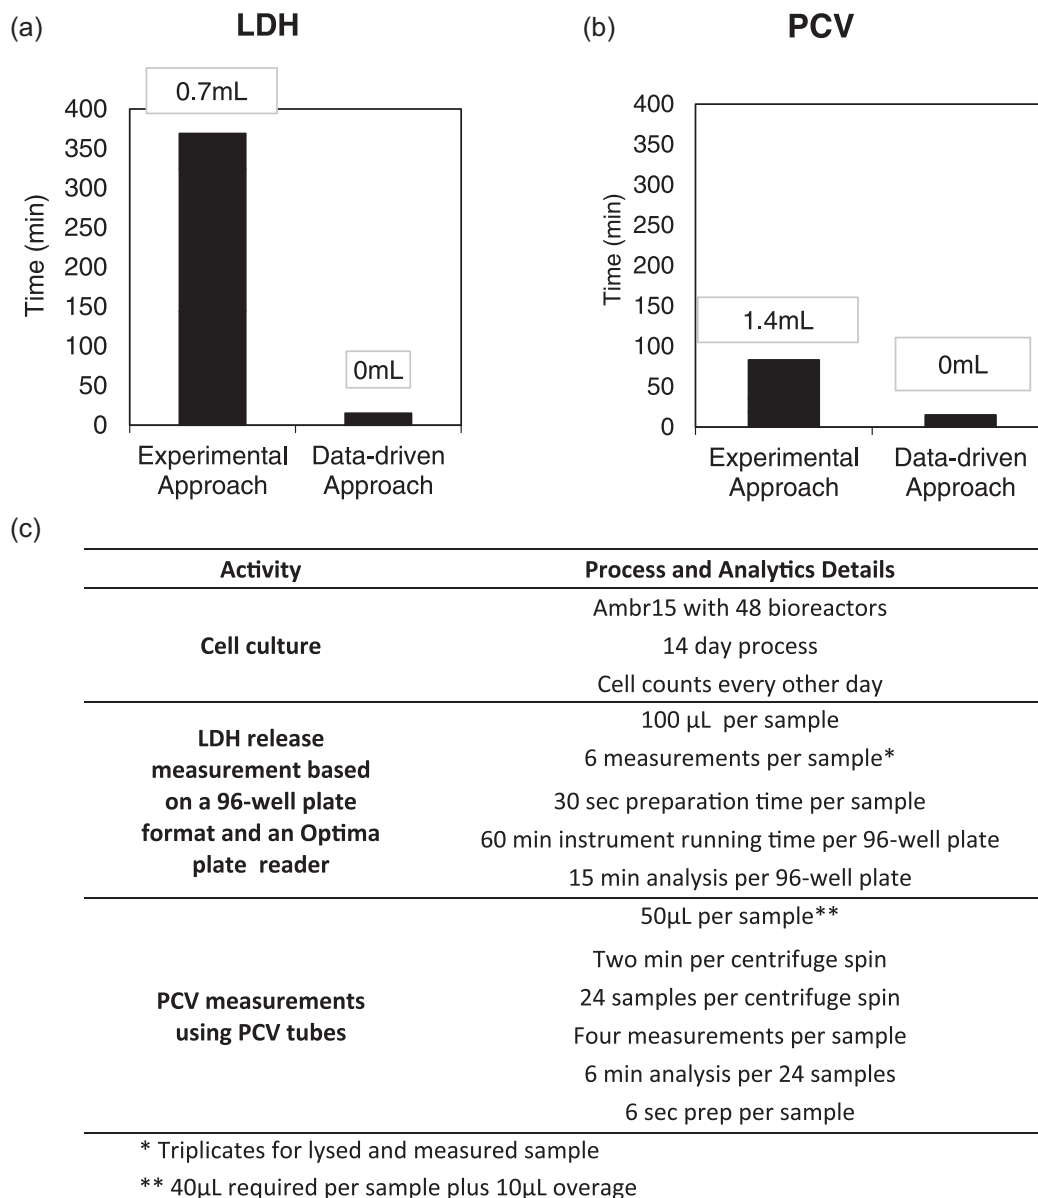 (a)
LDH
0.7mL
400
350
300
250
200
150
100
50
0
Time (min)
0mL
Experimental
Approach
Data-driven
Approach
(b)
PCV
400
350
300
250
200
150
100
50
0
Time (min)
1.4mL
0mL
Experimental
Approach
Data-driven
Approach
(c)
Activity
Process and Analytics Details
Cell culture
Ambr15 with 48 bioreactors
14 day process
Cell counts every other day
LDH release
measurement based
on a 96-well plate
format and an Optima
plate reader
100 µL per sample
6 measurements per sample*
30 sec preparation time per sample
60 min instrument running time per 96-well plate
15 min analysis per 96-well plate
PCV measurements
using PCV tubes
50µL per sample**
Two min per centrifuge spin
24 samples per centrifuge spin
Four measurements per sample
6 min analysis per 24 samples
6 sec prep per sample
* Triplicates for lysed and measured sample
** 40µL required per sample plus 10µL overage